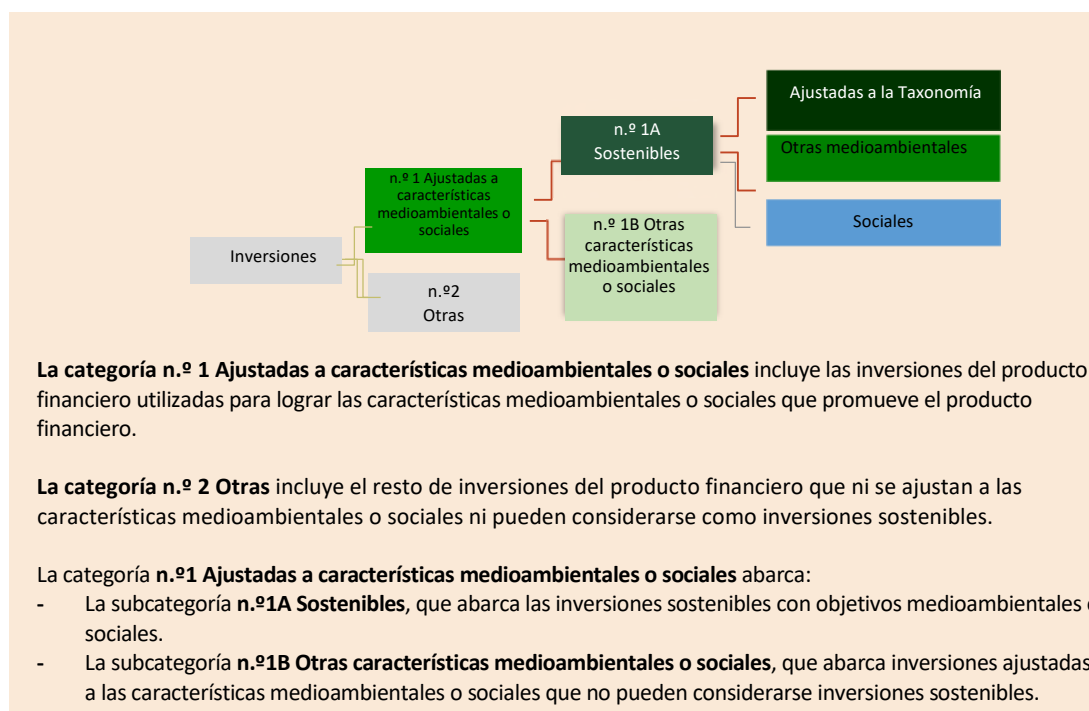 Ajustadas a la Taxonomía
n.º 1A
Sostenibles
Otras medioambientales
n.º 1 Ajustadas a
características
medioambientales o
sociales
Sociales
n.º 1B Otras
características
medioambientales
o sociales
Inversiones
n.º2
Otras
La categoría n.º 1 Ajustadas a características medioambientales o sociales incluye las inversiones del producto
financiero utilizadas para lograr las características medioambientales o sociales que promueve el producto
financiero.
La categoría n.º 2 Otras incluye el resto de inversiones del producto financiero que ni se ajustan a las
características medioambientales o sociales ni pueden considerarse como inversiones sostenibles.
La categoría n.º1 Ajustadas a características medioambientales o sociales abarca:
- La subcategoría n.º1A Sostenibles, que abarca las inversiones sostenibles con objetivos medioambientales
sociales.
- La subcategoría n.º1B Otras características medioambientales o sociales, que abarca inversiones ajustadas
a las características medioambientales o sociales que no pueden considerarse inversiones sostenibles.